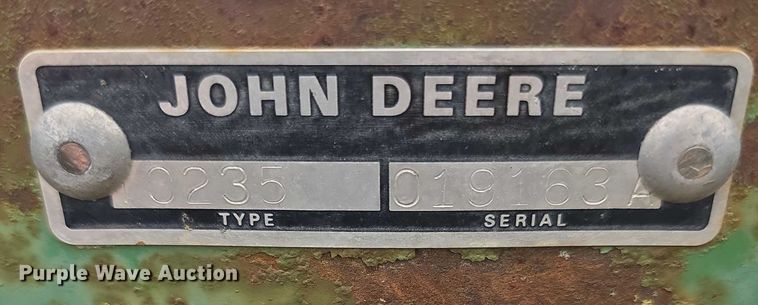 JOHN DEERE
0235 019163A
TYPE SERIAL
Purple Wave Auction